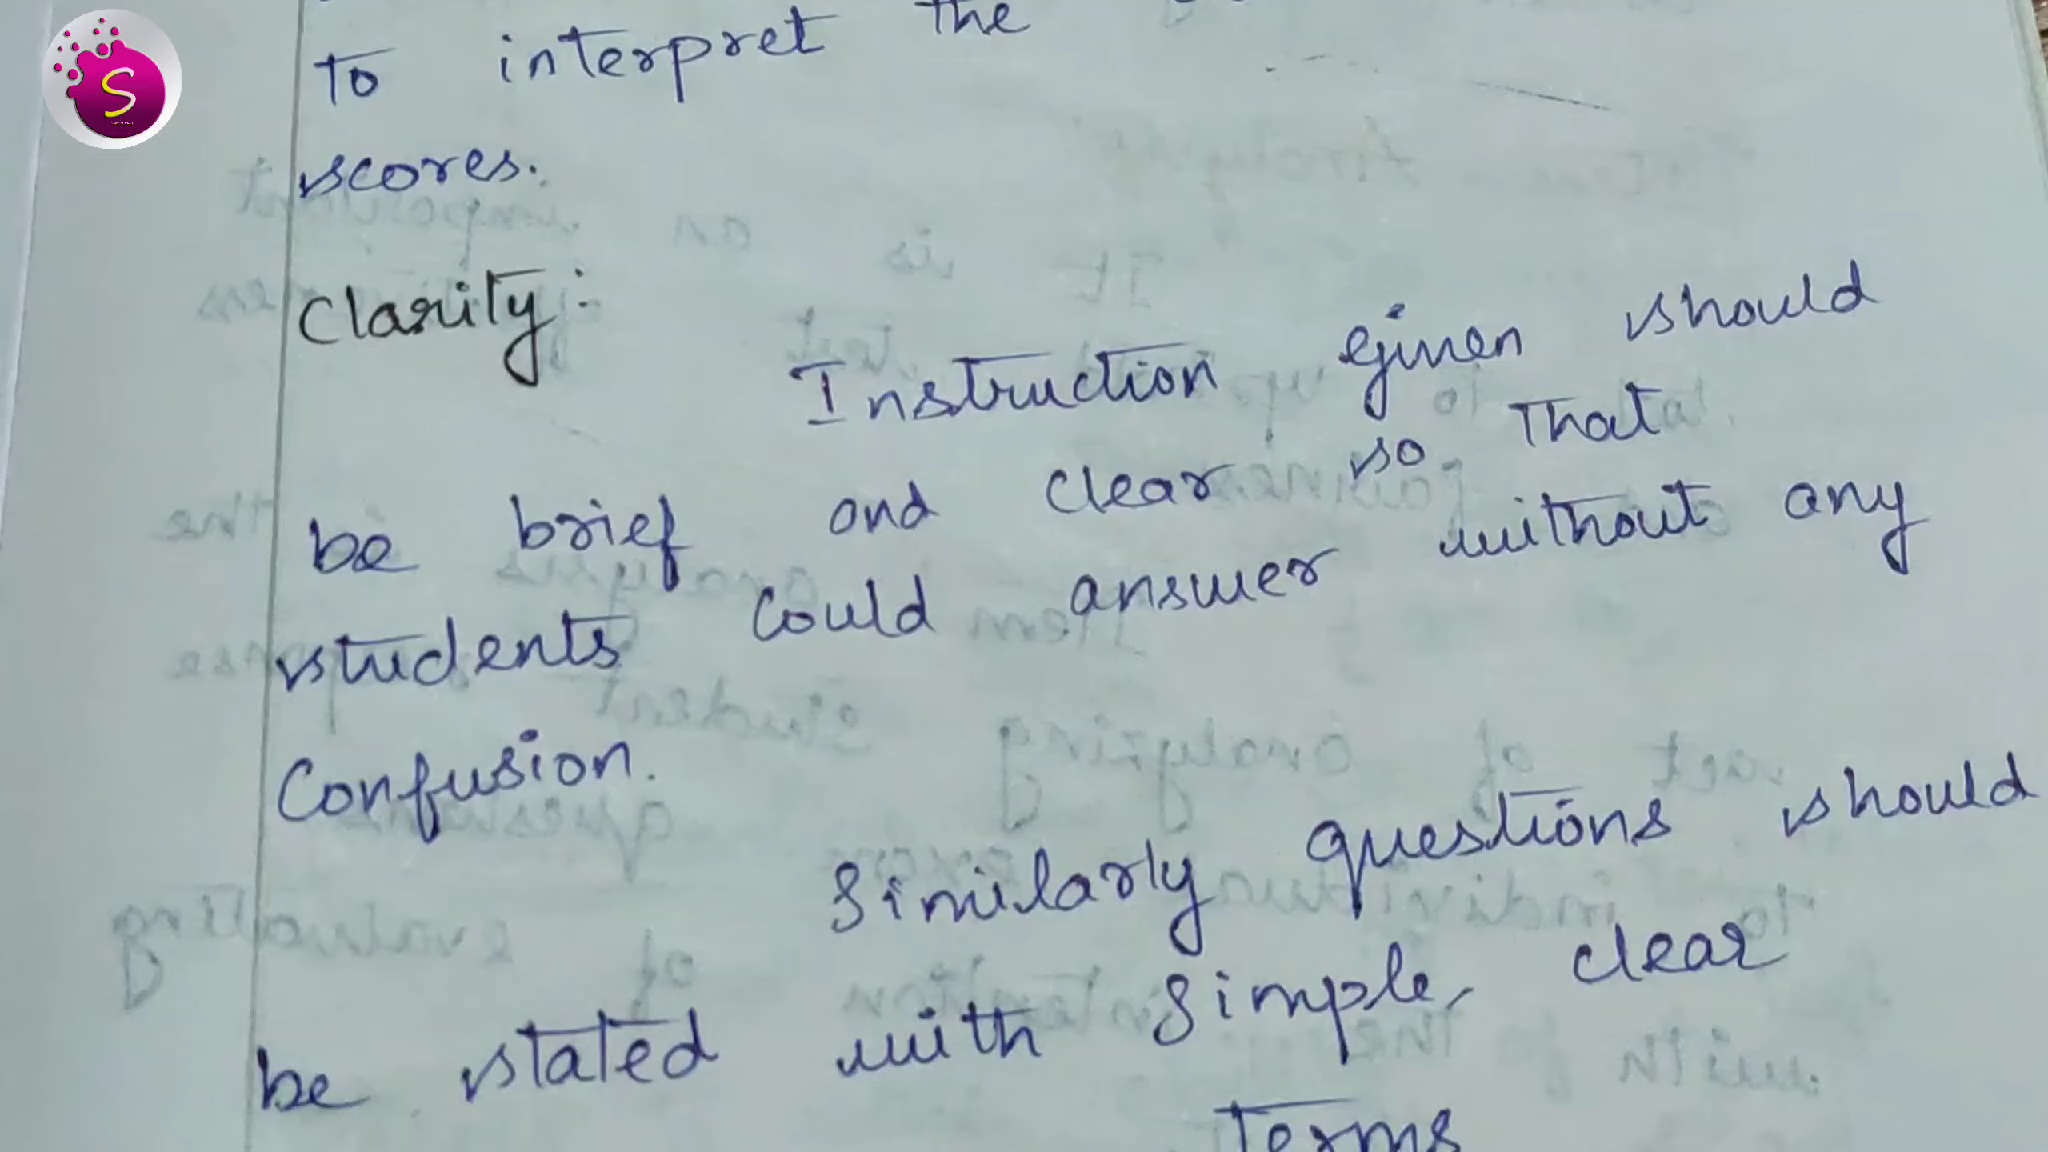 S
to interpret the
scores.
Clarity:
Instruction given should
be brief and clear so that
students could answer without any
confusion.
Similarly questions should
be stated with simple, clear
terms